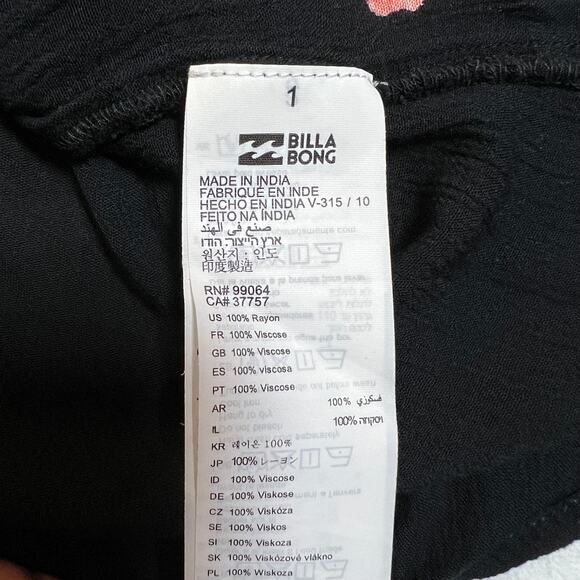 1
BILLA
BONG
MADE IN INDIA
FABRIQUÉ EN INDE
HECHO EN INDIA V-315 / 10
FEITO NA ÍNDIA
صنع في الهند
ארץ הייצור: הודו
원산지 : 인도
印度製造
RN# 99064
CA# 37757
US 100% Rayon
FR 100% Viscose
GB 100% Viscose
ES 100% viscosa
PT 100% Viscose
AR 100% فسكوزي
IL 100% ויסקוזה
KR 레이온 100%
JP 100% レーヨン
ID 100% Viscose
DE 100% Viskose
CZ 100% Viskóza
SE 100% Viskos
SI 100% Viskoza
SK 100% Viskózové vlákno
PL 100% Wiskoza